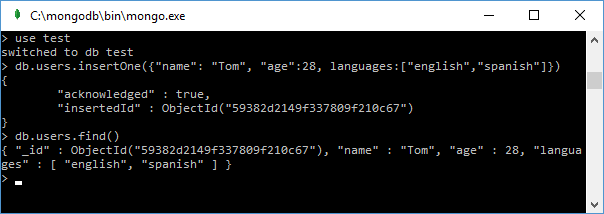 C:\mongodb\bin\mongo.exe
> use test
switched to db test
> db.users.insertOne({"name": "Tom", "age":28, languages:["english","spanish"]})
{
        "acknowledged" : true,
        "insertedId" : ObjectId("59382d2149f337809f210c67")
}
> db.users.find()
{ "_id" : ObjectId("59382d2149f337809f210c67"), "name" : "Tom", "age" : 28, "langua
ges" : [ "english", "spanish" ] }
>